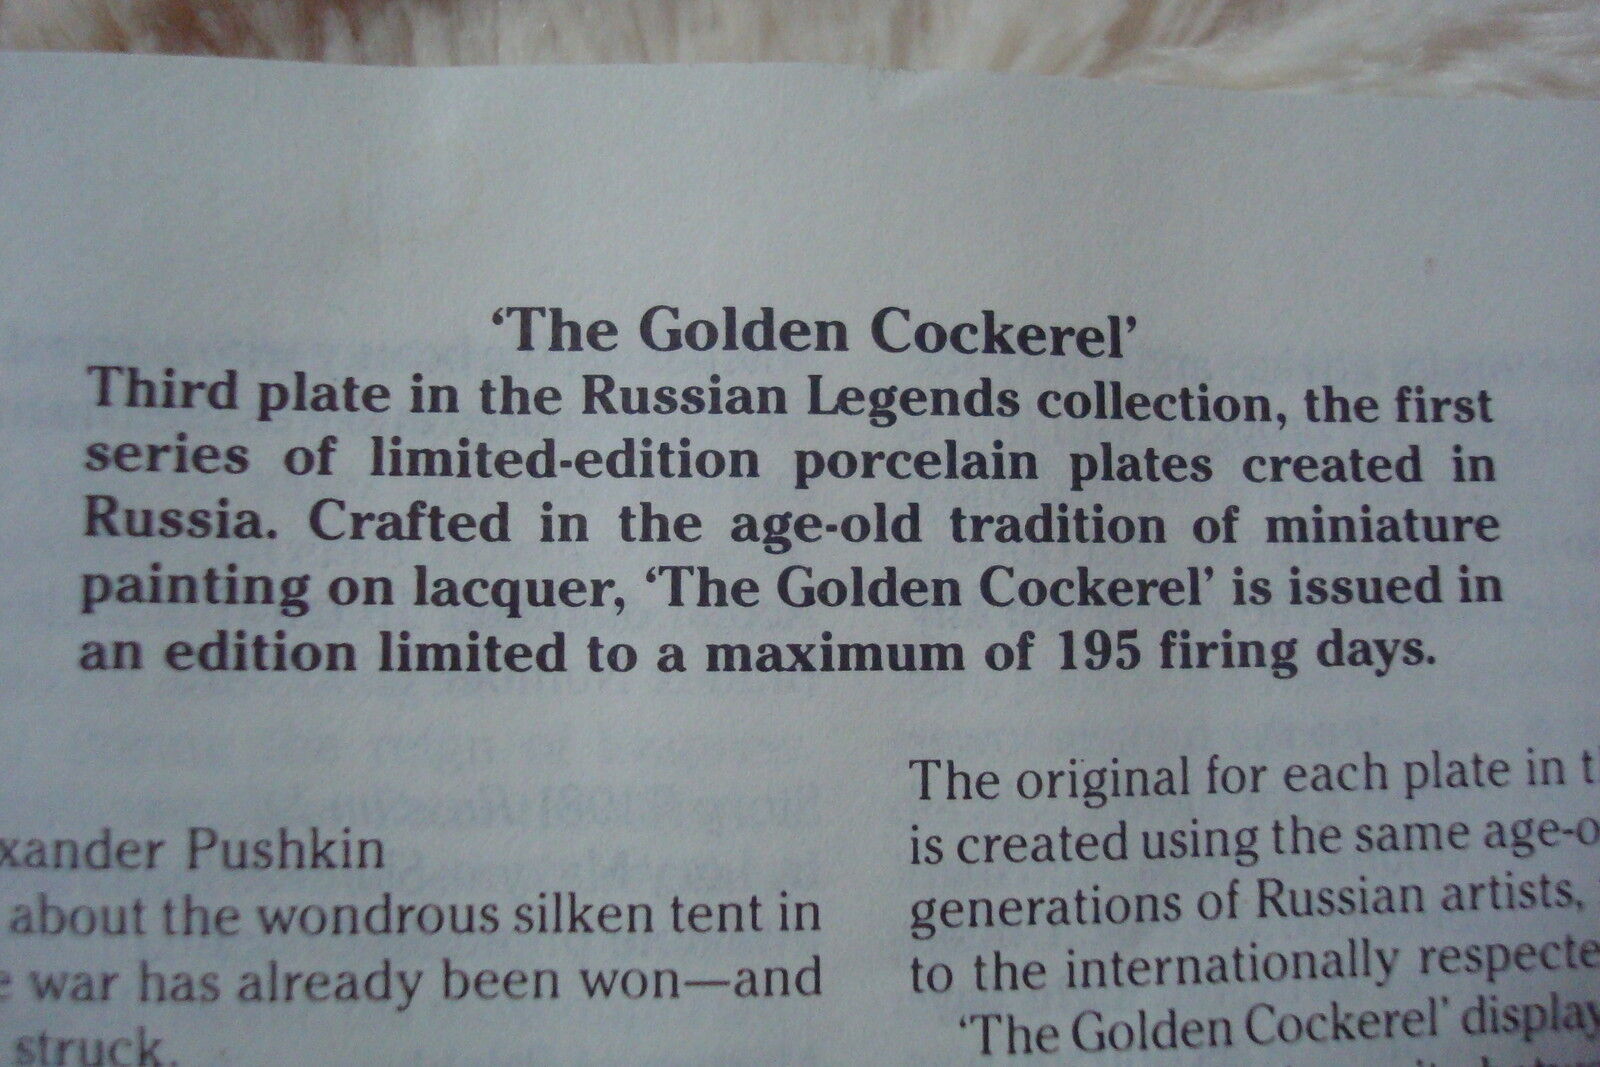 ‘The Golden Cockerel’
Third plate in the Russian Legends collection, the first
series of limited-edition porcelain plates created in
Russia. Crafted in the age-old tradition of miniature
painting on lacquer, ‘The Golden Cockerel’ is issued in
an edition limited to a maximum of 195 firing days.
xander Pushkin
about the wondrous silken tent in
war has already been won—and
struck.
The original for each plate in t
is created using the same age-o
generations of Russian artists,
to the internationally respecte
‘The Golden Cockerel’ display